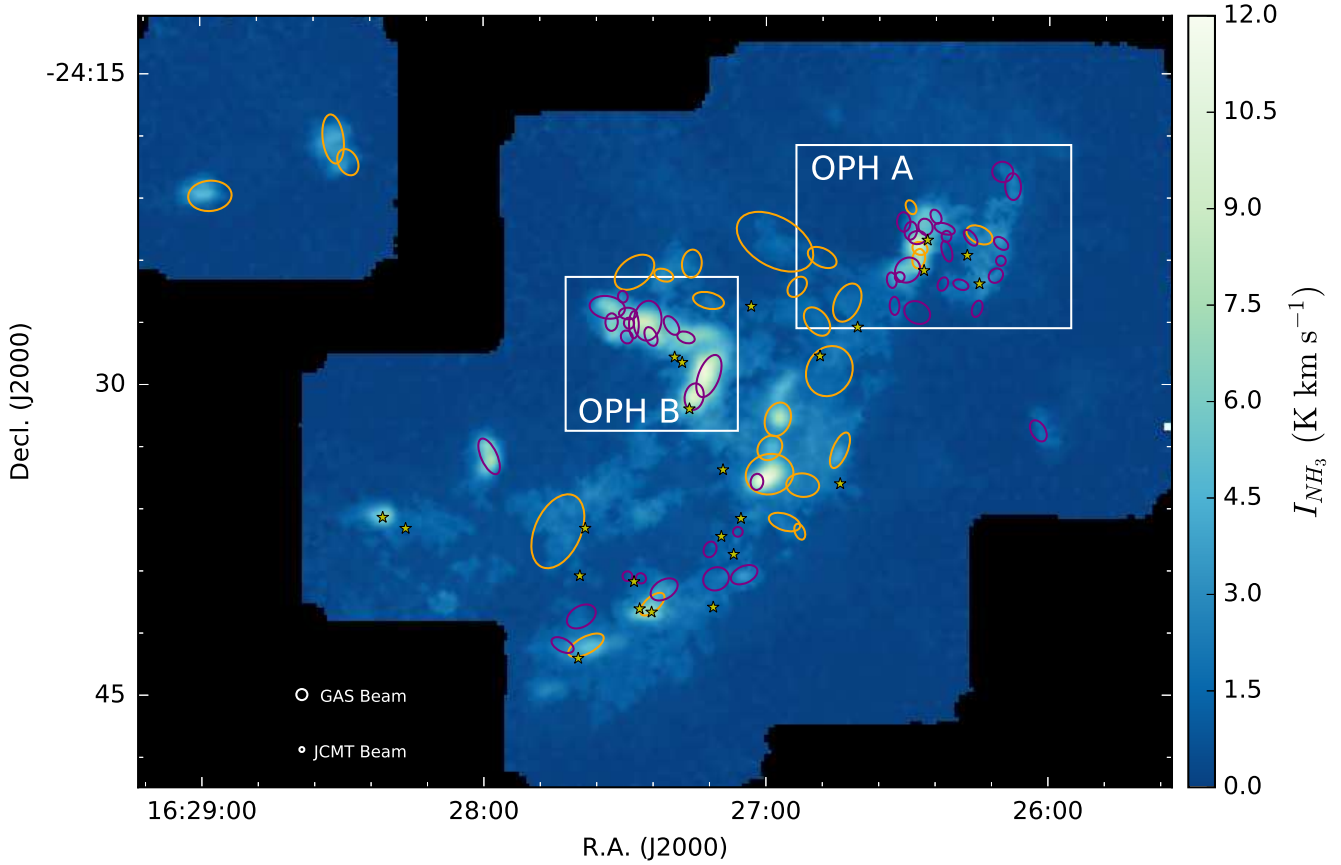 -24:15
30
45
Decl. (J2000)
OPH A
OPH B
GAS Beam
JCMT Beam
16:29:00
28:00
27:00
26:00
R.A. (J2000)
12.0
10.5
9.0
7.5
6.0
4.5
3.0
1.5
0.0
I_{NH_3} (K km s^{-1})